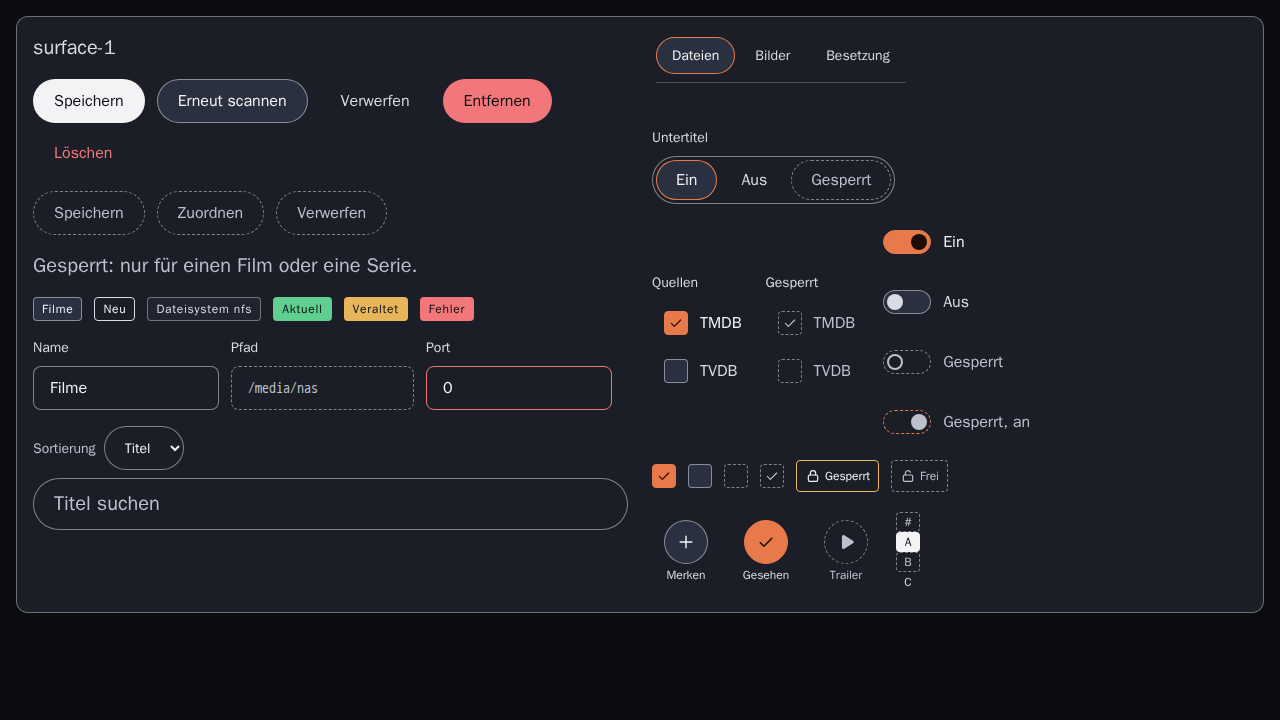 surface-1
Speichern Erneut scannen Verwerfen Entfernen
Löschen
Speichern Zuordnen Verwerfen
Gesperrt: nur für einen Film oder eine Serie.
Filme Neu Dateisystem nfs Aktuell Veraltet Fehler
Name Pfad Port
Filme /media/nas 0
Sortierung Titel
Titel suchen
Dateien Bilder Besetzung
Untertitel
Ein Aus Gesperrt
Quellen Gesperrt
TMDB TMDB
TVDB TVDB
Ein
Aus
Gesperrt
Gesperrt, an
Gesperrt Frei
Merken Gesehen Trailer
#
A
B
C